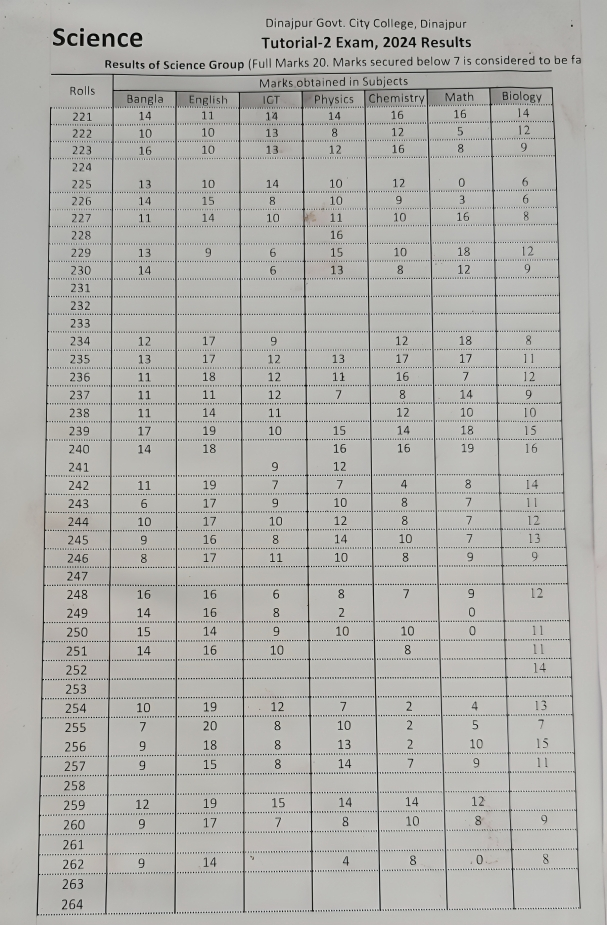 Dinajpur Govt. City College, Dinajpur
Science
Tutorial-2 Exam, 2024 Results
Results of Science Group (Full Marks 20. Marks secured below 7 is considered to be fa
Marks obtained in Subjects
Rolls Bangla English ICT Physics Chemistry Math Biology
221 14 11 14 14 16 16 14
222 10 10 13 8 12 5 12
223 16 10 13 12 16 8 9
224
225 13 10 14 10 12 0 6
226 14 15 8 10 9 3 6
227 11 14 10 11 10 16 8
228 16
229 13 9 6 15 10 18 12
230 14 6 13 8 12 9
231
232
233
234 12 17 9 12 18 8
235 13 17 12 13 17 17 11
236 11 18 12 11 16 7 12
237 11 11 12 7 8 14 9
238 11 14 11 12 10 10
239 17 19 10 15 14 18 15
240 14 18 16 16 19 16
241 9 12
242 11 19 7 7 4 8 14
243 6 17 9 10 8 7 11
244 10 17 10 12 8 7 12
245 9 16 8 14 10 7 13
246 8 17 11 10 8 9 9
247
248 16 16 6 8 7 9 12
249 14 16 8 2 0
250 15 14 9 10 10 0 11
251 14 16 10 8 11
252 14
253
254 10 19 12 7 2 4 13
255 7 20 8 10 2 5 7
256 9 18 8 13 2 10 15
257 9 15 8 14 7 9 11
258
259 12 19 15 14 14 12
260 9 17 7 8 10 8 9
261
262 9 14 4 8 0 8
263
264